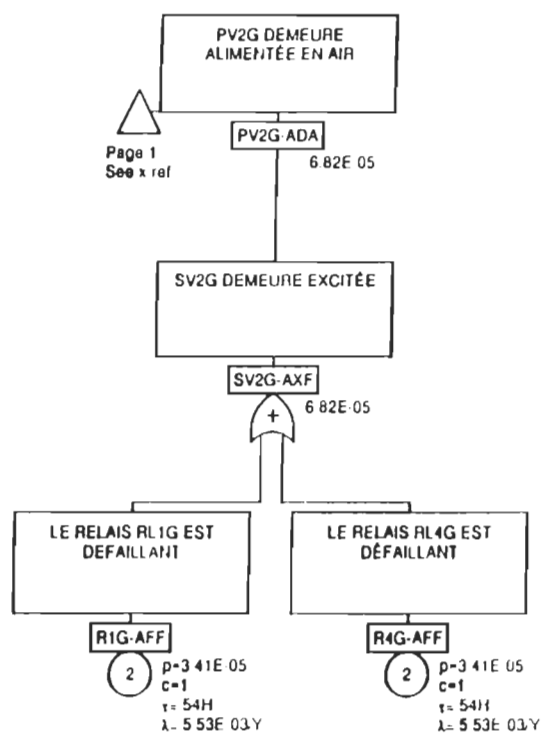 PV2G DEMEURE
ALIMENTÉE EN AIR
Page 1
See x ref
PV2G-ADA
6.82E 05
SV2G DEMEURE EXCITÉE
SV2G-AXF
6 82E-05
+
LE RELAIS RL1G EST
DEFAILLANT
LE RELAIS RL4G EST
DÉFAILLANT
R1G-AFF
R4G-AFF
2
p=3 41E-05
c=1
τ= 54H
λ= 5 53E 03/Y
2
p=3 41E 05
c=1
τ= 54H
λ= 5 53E 03/Y